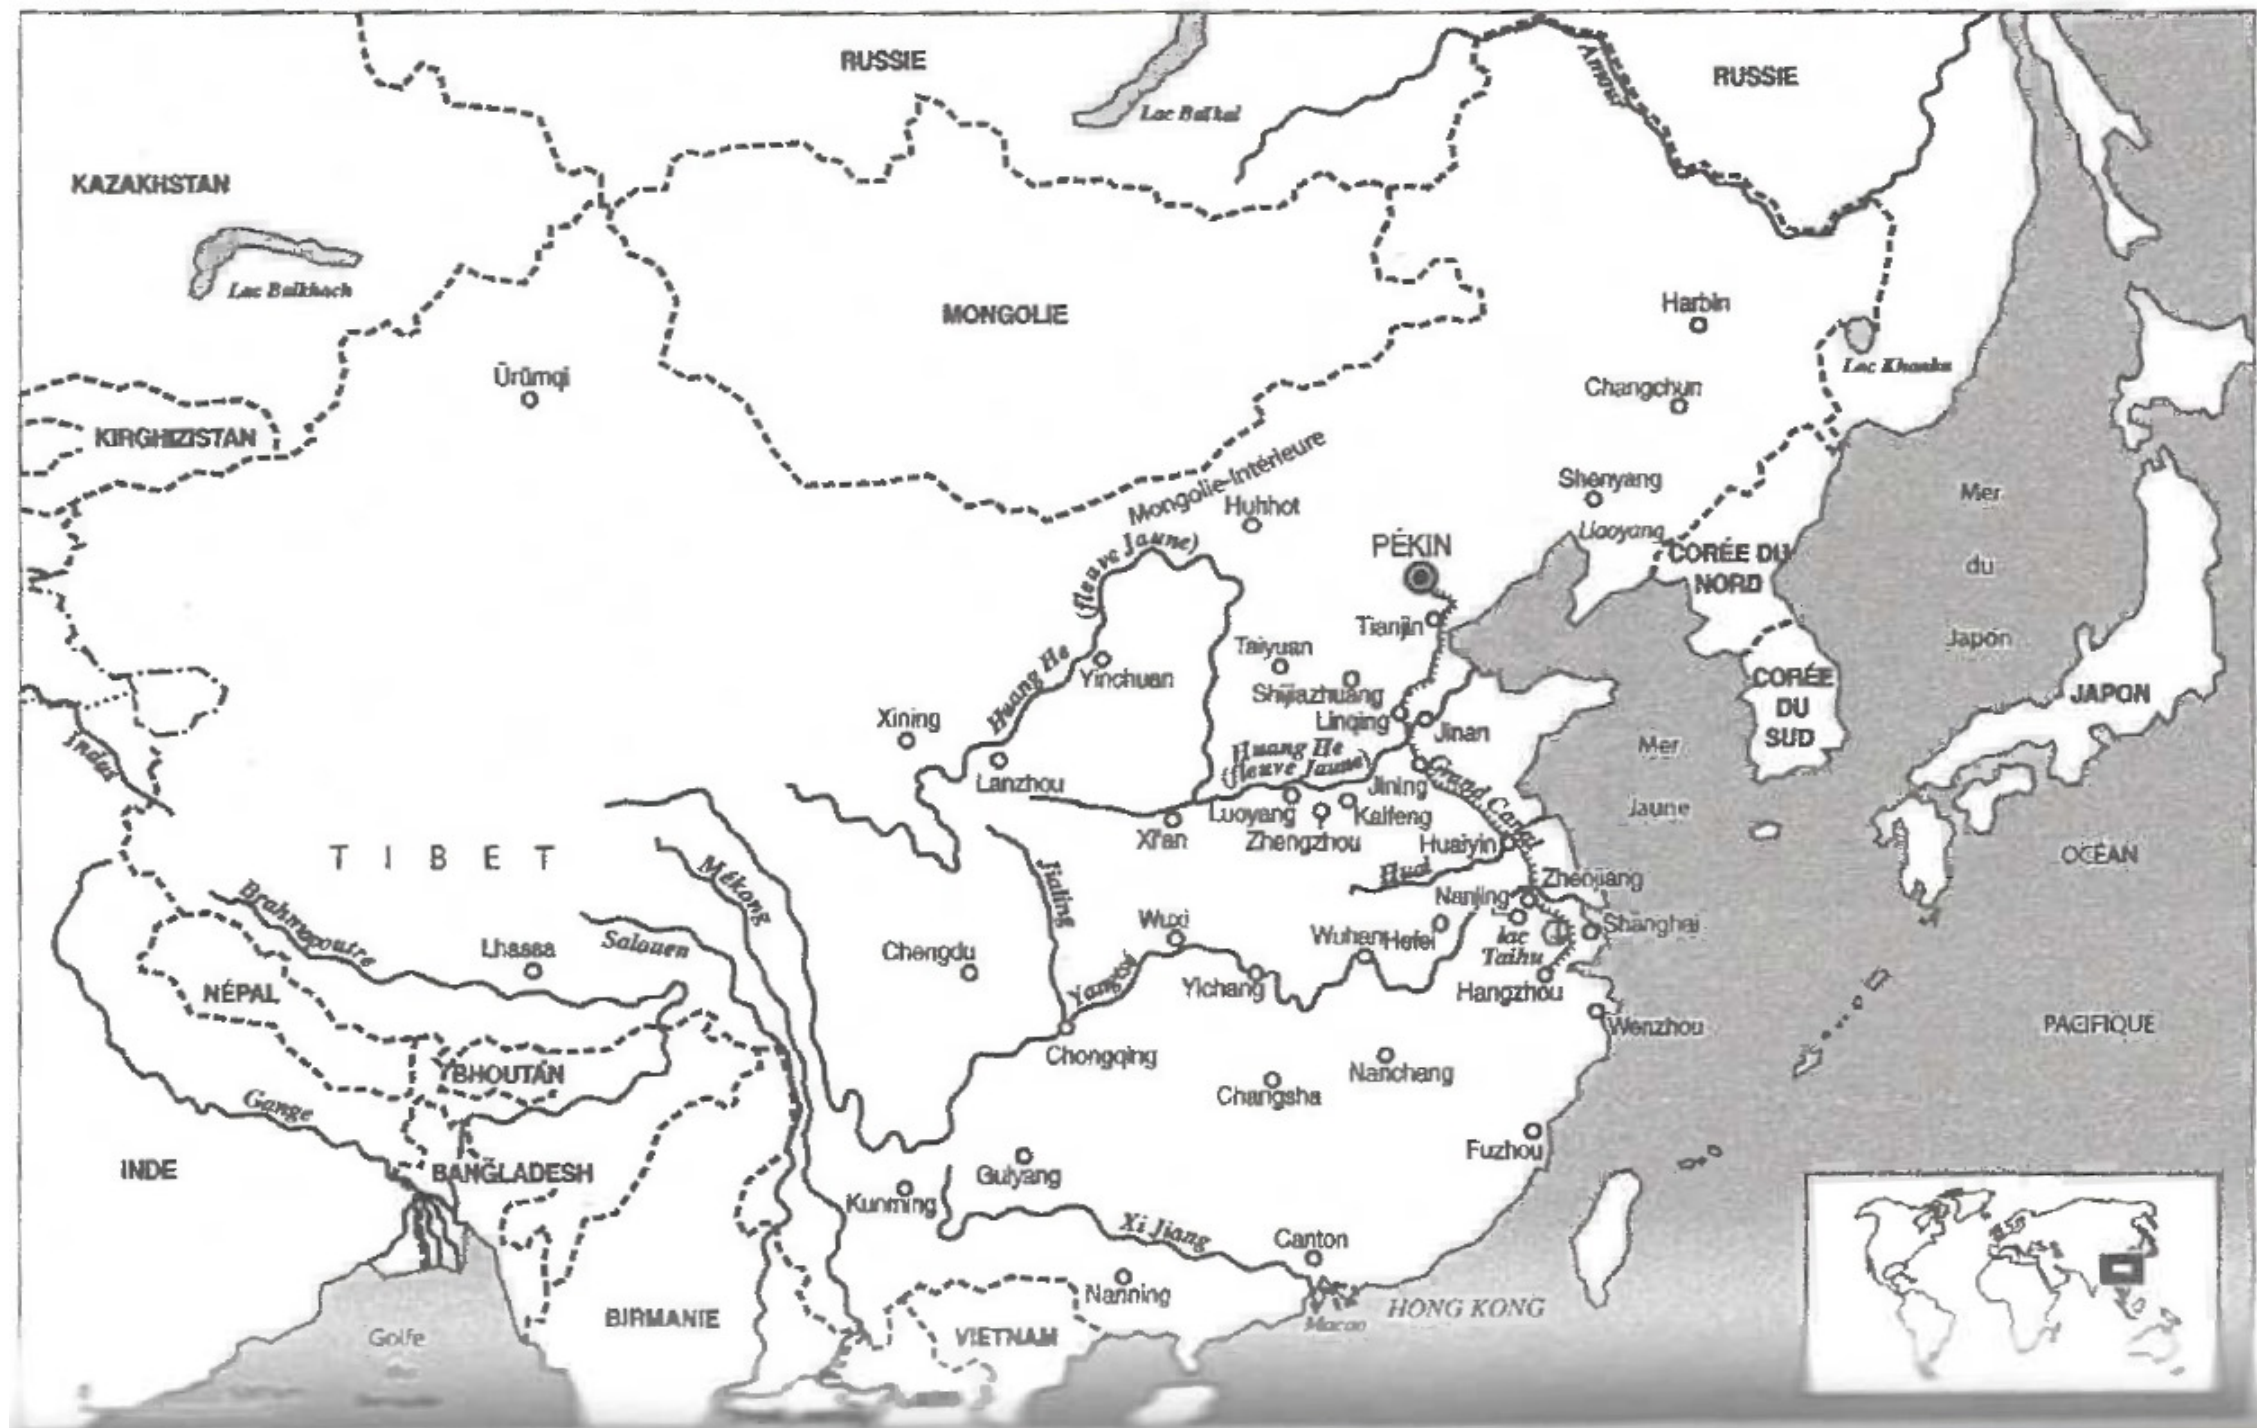 RUSSIE
Lac Baïkal
Amour
RUSSIE
KAZAKHSTAN
Lac Balkhach
MONGOLIE
Harbin
Lac Khanka
Ürümqi
Changchun
KIRGHIZISTAN
Mongolie-Intérieure
Huhhot
Shenyang
Liaoyang
Mer
du
Japon
PÉKIN
CORÉE DU
NORD
(fleuve Jaune)
Huang He
Tianjin
Taiyuan
Yinchuan
Shijiazhuang
CORÉE
DU
SUD
JAPON
Xining
Linqing
Jinan
Indus
Huang He
(fleuve Jaune)
Mer
Jaune
Lanzhou
Jining
Grand Canal
Luoyang
Kaifeng
Xi'an
Zhengzhou
Huaiyin
TIBET
OCÉAN
Mékong
Jialing
Huai
Zhenjiang
Brahmapoutre
Nanjing
Wuxi
Shanghai
Lhassa
Salouen
Chengdu
Wuhan
Hefei
lac
Taihu
Yangzi
Yichang
Hangzhou
NÉPAL
Wenzhou
PACIFIQUE
Chongqing
BHOUTAN
Nanchang
Changsha
Gange
Fuzhou
INDE
BANGLADESH
Guiyang
Kunming
Xi Jiang
Canton
Nanning
HONG KONG
Macao
BIRMANIE
VIETNAM
Golfe